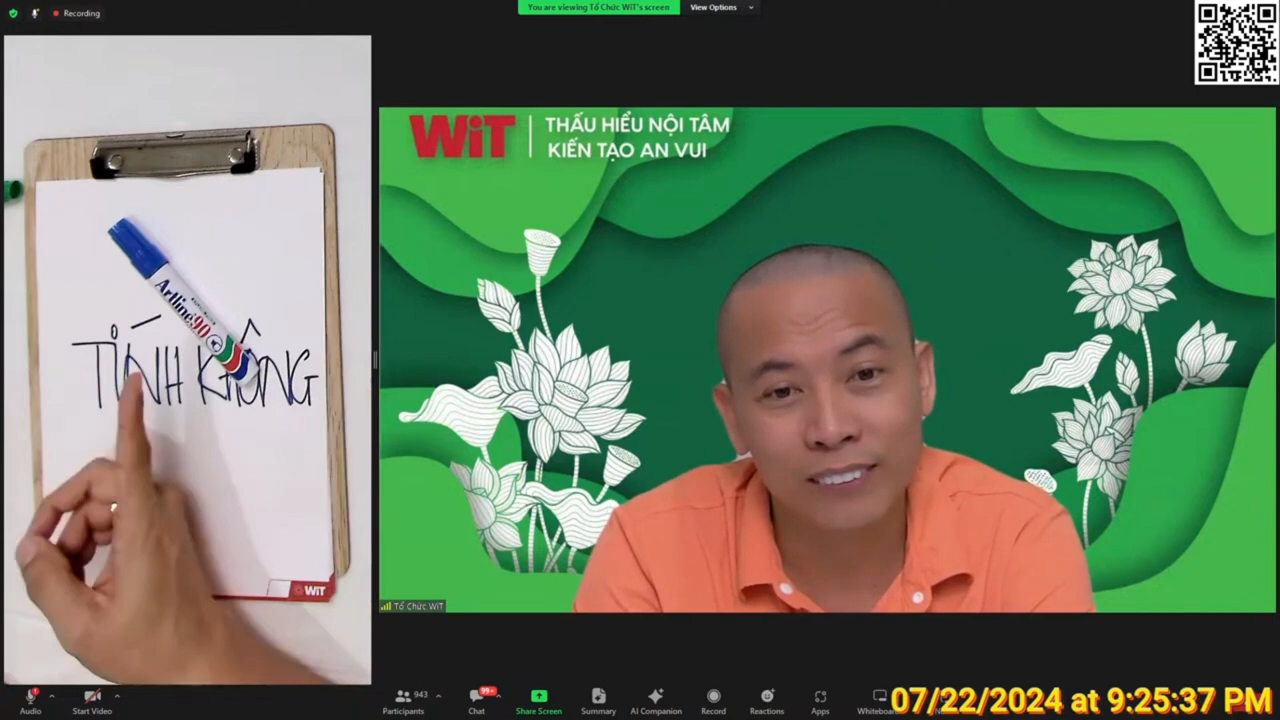 Recording
You are viewing Tổ Chức WiT's screen
View Options
WiT
THẤU HIỂU NỘI TÂM
KIẾN TẠO AN VUI
Artline 90
TÍNH KHÔNG
WiT
Tổ Chức WiT
Audio
Start Video
943
Participants
99+
Chat
Share Screen
Summary
AI Companion
Record
Reactions
Apps
07/22/2024 at 9:25:37 PM